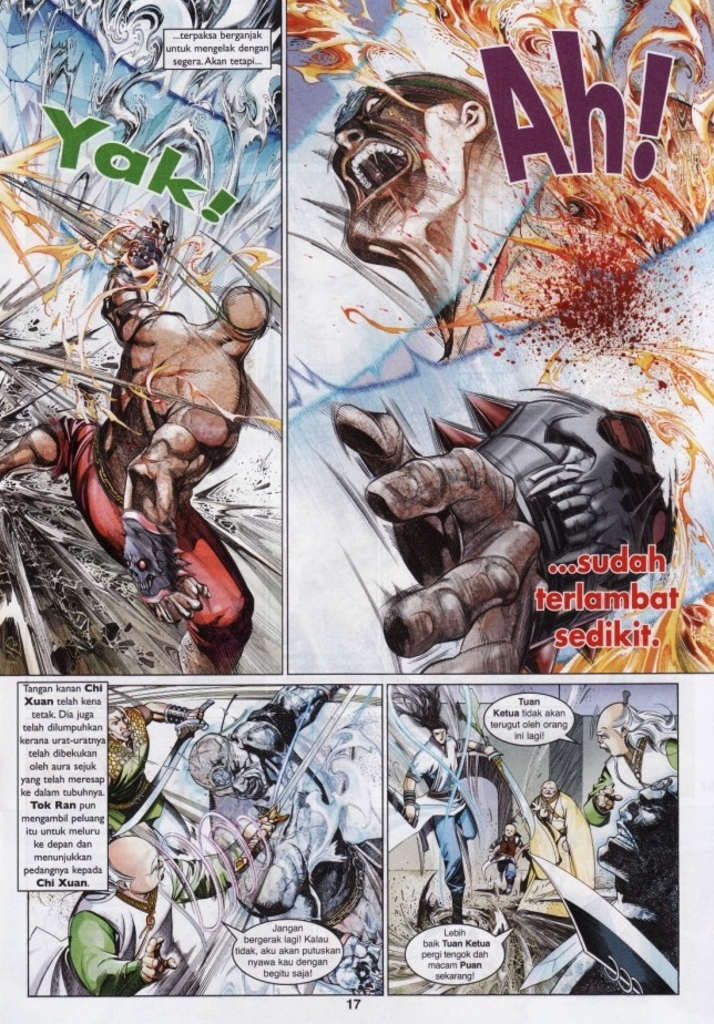 ...terpaksa berganjak
untuk mengelak dengan
segera. Akan tetapi...
Yak!
Ah!
...sudah
terlambat
sedikit.
Tangan kanan Chi
Xuan telah kena
tetak. Dia juga
telah dilumpuhkan
kerana urat-uratnya
telah dibekukan
oleh aura sejuk
yang telah meresap
ke dalam tubuhnya.
Tok Ran pun
mengambil peluang
itu untuk meluru
ke depan dan
menunjukkan
pedangnya kepada
Chi Xuan.
Jangan
bergerak lagi! Kalau
tidak, aku akan putuskan
nyawa kau dengan
begitu saja!
Tuan
Ketua tidak akan
terugut oleh orang
ini lagi!
Lebih
baik Tuan Ketua
pergi tengok dah
macam Puan
sekarang!
17